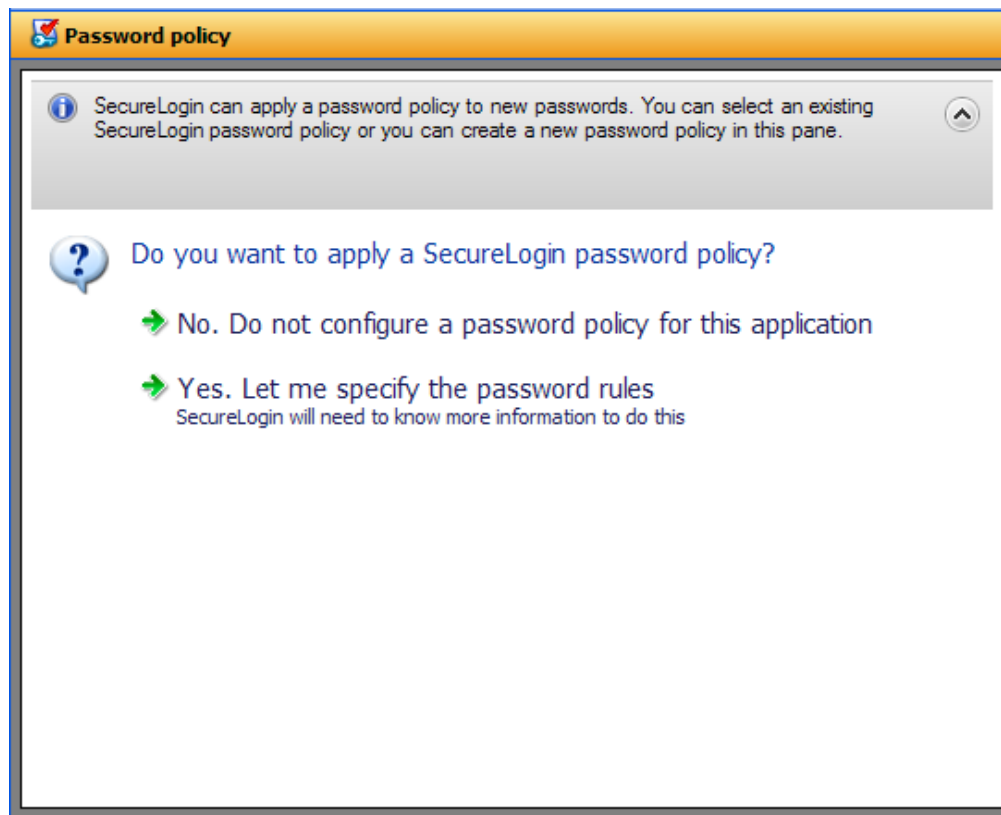 Password policy
SecureLogin can apply a password policy to new passwords. You can select an existing
SecureLogin password policy or you can create a new password policy in this pane.
Do you want to apply a SecureLogin password policy?
No. Do not configure a password policy for this application
Yes. Let me specify the password rules
SecureLogin will need to know more information to do this